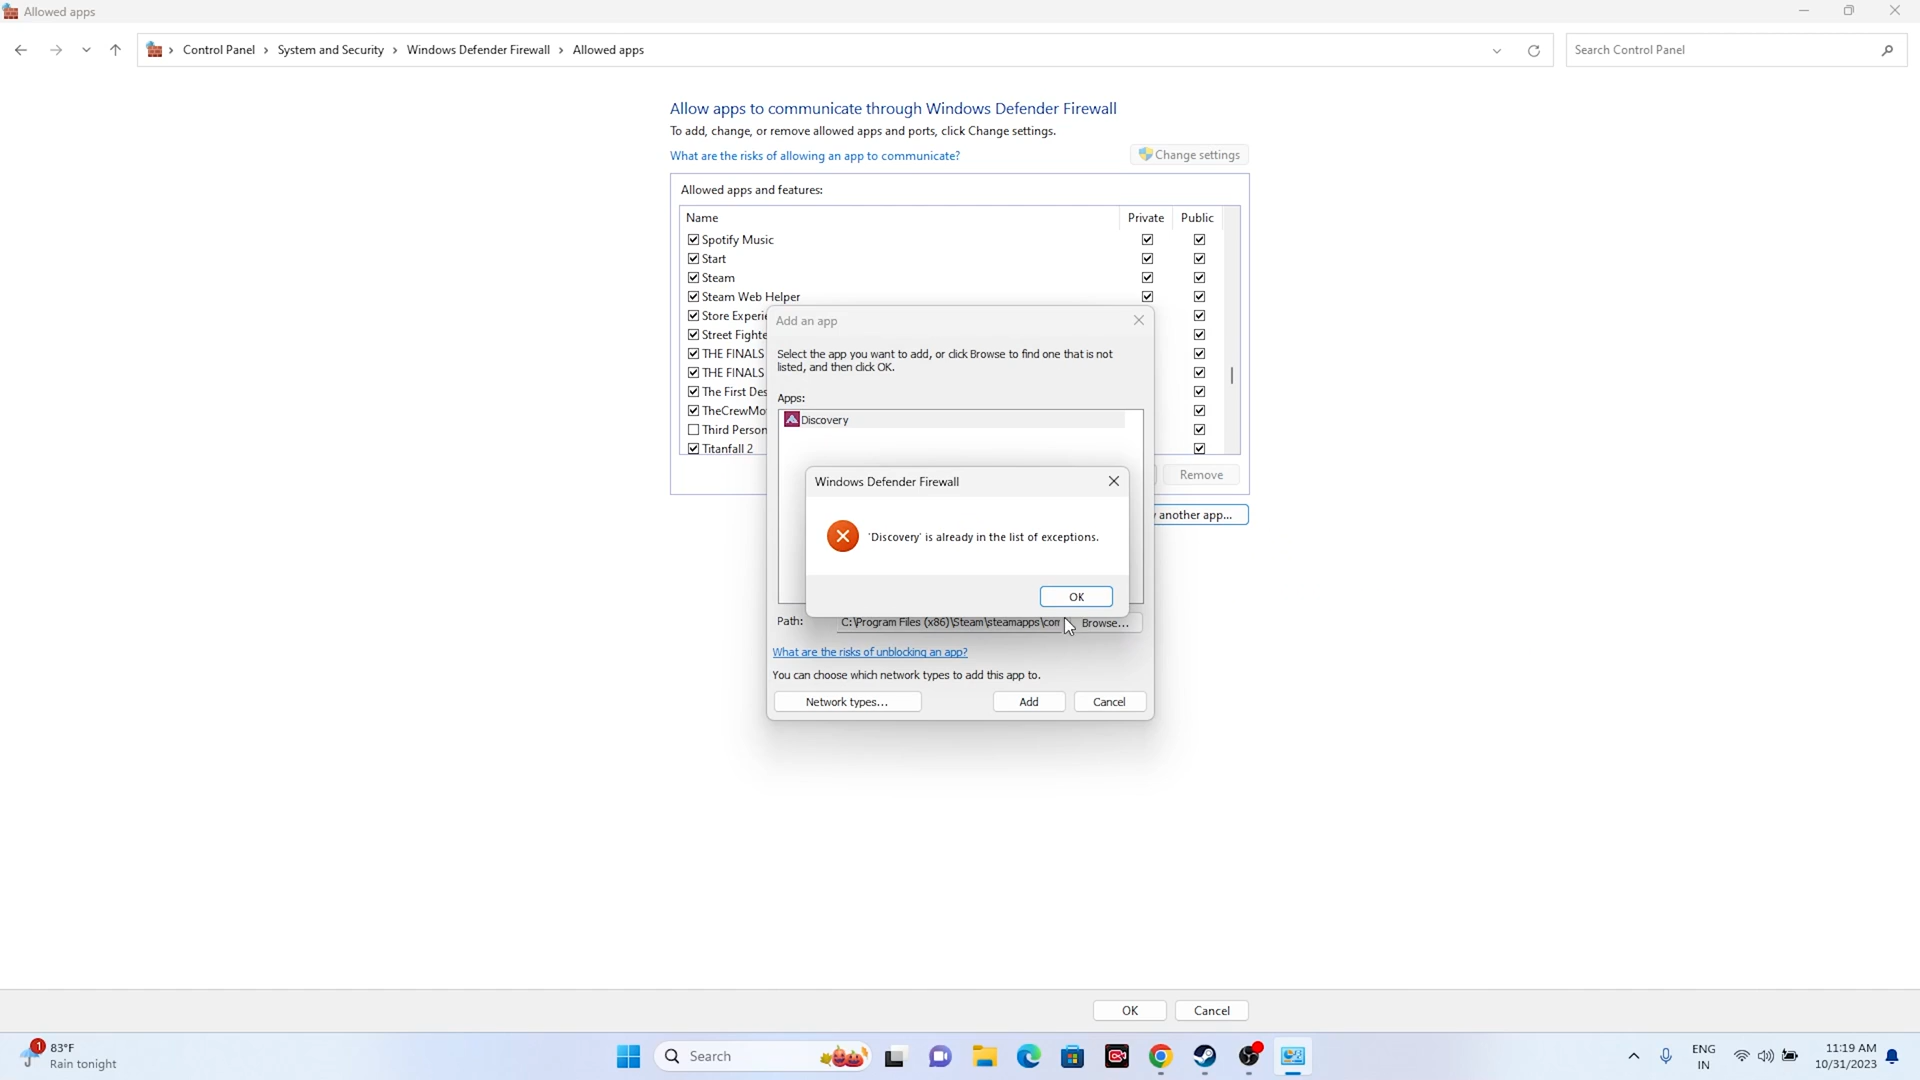 Allowed apps
Control Panel > System and Security > Windows Defender Firewall > Allowed apps
Search Control Panel
Allow apps to communicate through Windows Defender Firewall
To add, change, or remove allowed apps and ports, click Change settings.
What are the risks of allowing an app to communicate?
Change settings
Allowed apps and features:
Name Private Public
Spotify Music
Start
Steam
Steam Web Helper
Store Experie
Street Fighte
THE FINALS
THE FINALS
The First Des
TheCrewMo
Third Person
Titanfall 2
Remove
another app...
Add an app
Select the app you want to add, or click Browse to find one that is not
listed, and then click OK.
Apps:
Discovery
Windows Defender Firewall
'Discovery' is already in the list of exceptions.
OK
Path: C:\Program Files (x86)\Steam\steamapps\com Browse...
What are the risks of unblocking an app?
You can choose which network types to add this app to.
Network types... Add Cancel
OK Cancel
1 83°F
Rain tonight
Search
ENG
IN
11:19 AM
10/31/2023